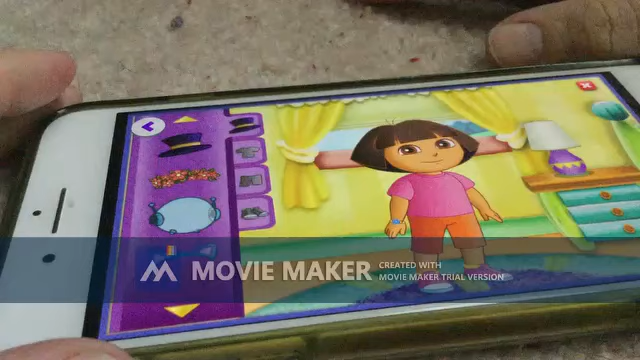 MOVIE MAKER
CREATED WITH
MOVIE MAKER TRIAL VERSION